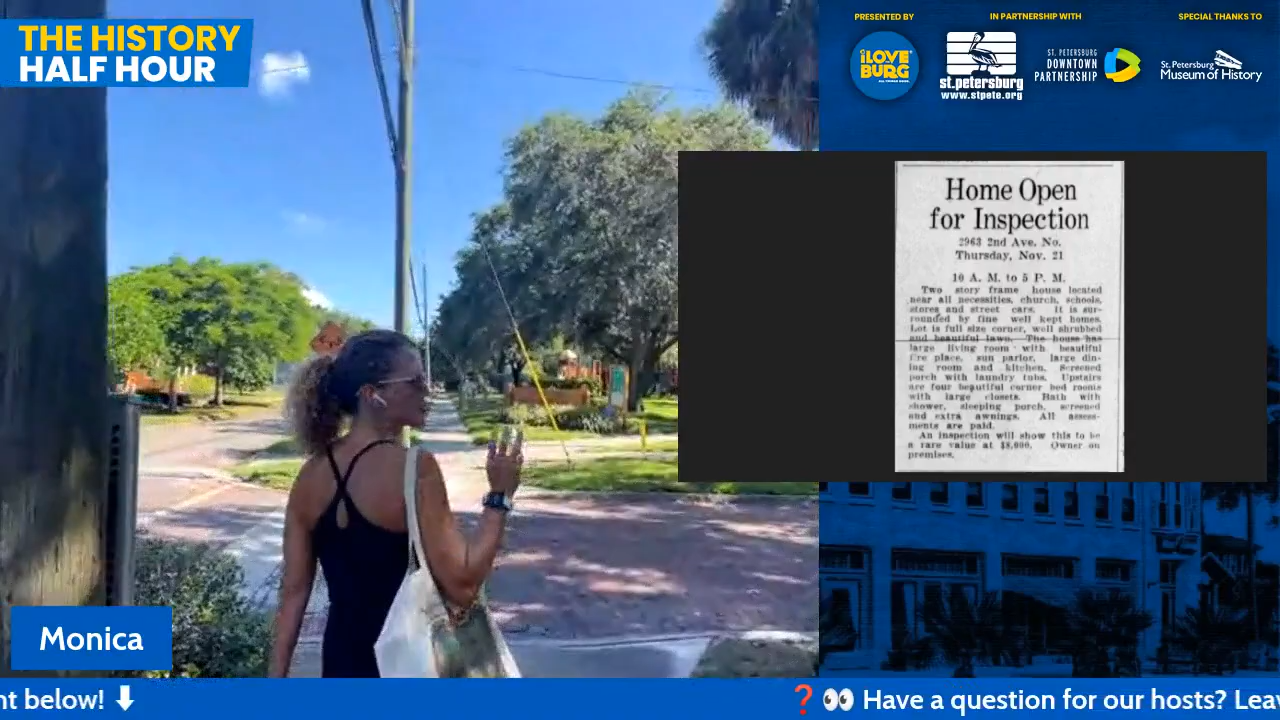 THE HISTORY
HALF HOUR
PRESENTED BY
IN PARTNERSHIP WITH
SPECIAL THANKS TO
iLOVE
BURG
st.petersburg
www.stpete.org
ST. PETERSBURG
DOWNTOWN
PARTNERSHIP
St. Petersburg
Museum of History
Home Open
for Inspection
2963 2nd Ave. No.
Thursday, Nov. 21
10 A. M. to 5 P. M.
Two story frame house located
near all necessities, church, schools,
stores and street cars. It is sur-
rounded by fine well kept homes.
Lot is full size corner, well shrubbed
and beautiful lawn. The house has
large living room with beautiful
fire place, sun parlor, large din-
ing room and kitchen. Screened
porch with laundry tubs. Upstairs
are four beautiful corner bed rooms
with large closets. Bath with
shower, sleeping porch, screened
and extra awnings. All assess-
ments are paid.
An inspection will show this to be
a rare value at $8,000. Owner on
premises.
Monica
nt below! ⬇
❓👀 Have a question for our hosts? Leav